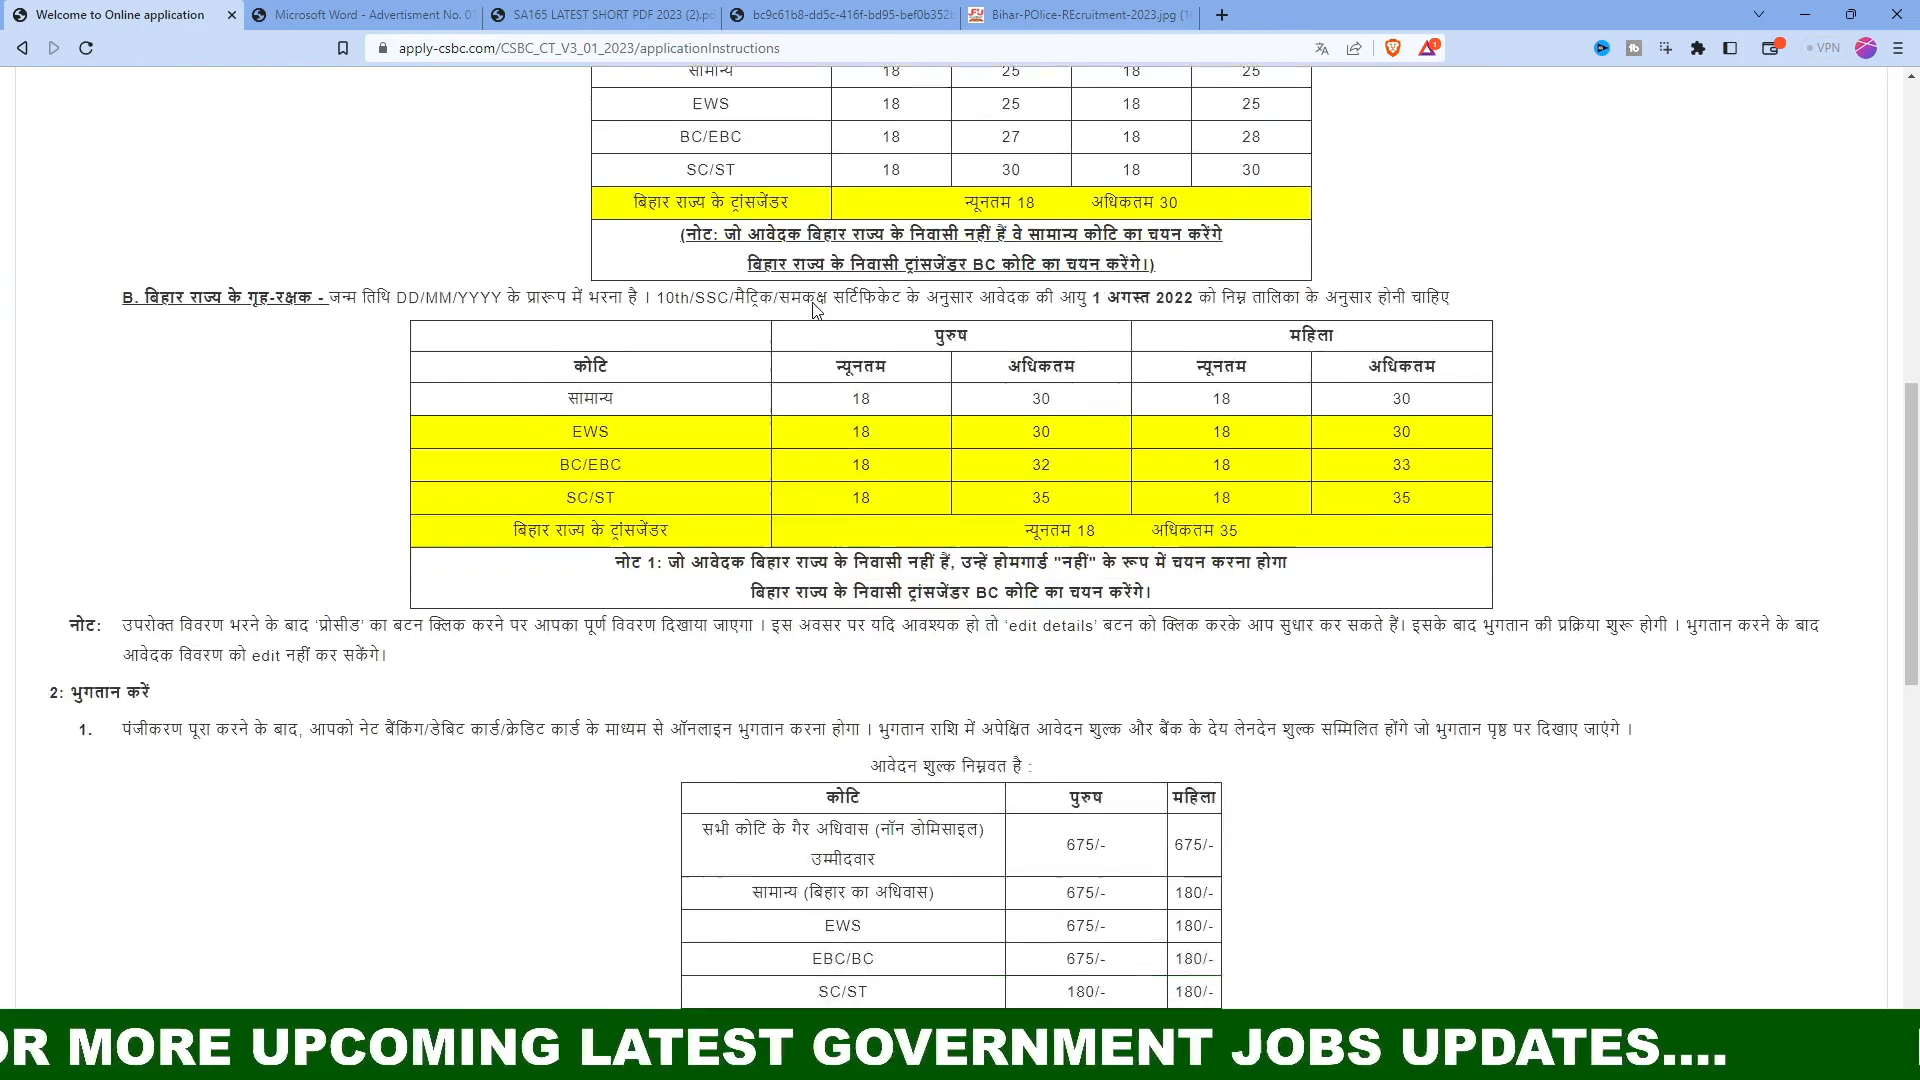 Welcome to Online application
Microsoft Word - Advertisment No. 01
SA165 LATEST SHORT PDF 2023 (2).pd
bc9c61b8-dd5c-416f-bd95-bef0b352b
Bihar-POlice-REcruitment-2023.jpg (1
apply-csbc.com/CSBC_CT_V3_01_2023/applicationInstructions
1
VPN
सामान्य 18 25 18 25
EWS 18 25 18 25
BC/EBC 18 27 18 28
SC/ST 18 30 18 30
बिहार राज्य के ट्रांसजेंडर न्यूनतम 18 अधिकतम 30
(नोट: जो आवेदक बिहार राज्य के निवासी नहीं हैं वे सामान्य कोटि का चयन करेंगे
बिहार राज्य के निवासी ट्रांसजेंडर BC कोटि का चयन करेंगे।)
B. बिहार राज्य के गृह-रक्षक - जन्म तिथि DD/MM/YYYY के प्रारूप में भरना है । 10th/SSC/मैट्रिक/समकक्ष सर्टिफिकेट के अनुसार आवेदक की आयु 1 अगस्त 2022 को निम्न तालिका के अनुसार होनी चाहिए
पुरुष महिला
कोटि न्यूनतम अधिकतम न्यूनतम अधिकतम
सामान्य 18 30 18 30
EWS 18 30 18 30
BC/EBC 18 32 18 33
SC/ST 18 35 18 35
बिहार राज्य के ट्रांसजेंडर न्यूनतम 18 अधिकतम 35
नोट 1: जो आवेदक बिहार राज्य के निवासी नहीं हैं, उन्हें होमगार्ड "नहीं" के रूप में चयन करना होगा
बिहार राज्य के निवासी ट्रांसजेंडर BC कोटि का चयन करेंगे।
नोट: उपरोक्त विवरण भरने के बाद ‘प्रोसीड’ का बटन क्लिक करने पर आपका पूर्ण विवरण दिखाया जाएगा । इस अवसर पर यदि आवश्यक हो तो ‘edit details’ बटन को क्लिक करके आप सुधार कर सकते हैं। इसके बाद भुगतान की प्रक्रिया शुरू होगी । भुगतान करने के बाद
आवेदक विवरण को edit नहीं कर सकेंगे।
2: भुगतान करें
1. पंजीकरण पूरा करने के बाद, आपको नेट बैंकिंग/डेबिट कार्ड/क्रेडिट कार्ड के माध्यम से ऑनलाइन भुगतान करना होगा । भुगतान राशि में अपेक्षित आवेदन शुल्क और बैंक के देय लेनदेन शुल्क सम्मिलित होंगे जो भुगतान पृष्ठ पर दिखाए जाएंगे ।
आवेदन शुल्क निम्नवत है :
कोटि पुरुष महिला
सभी कोटि के गैर अधिवास (नॉन डोमिसाइल)
उम्मीदवार 675/- 675/-
सामान्य (बिहार का अधिवास) 675/- 180/-
EWS 675/- 180/-
EBC/BC 675/- 180/-
SC/ST 180/- 180/-
OR MORE UPCOMING LATEST GOVERNMENT JOBS UPDATES....